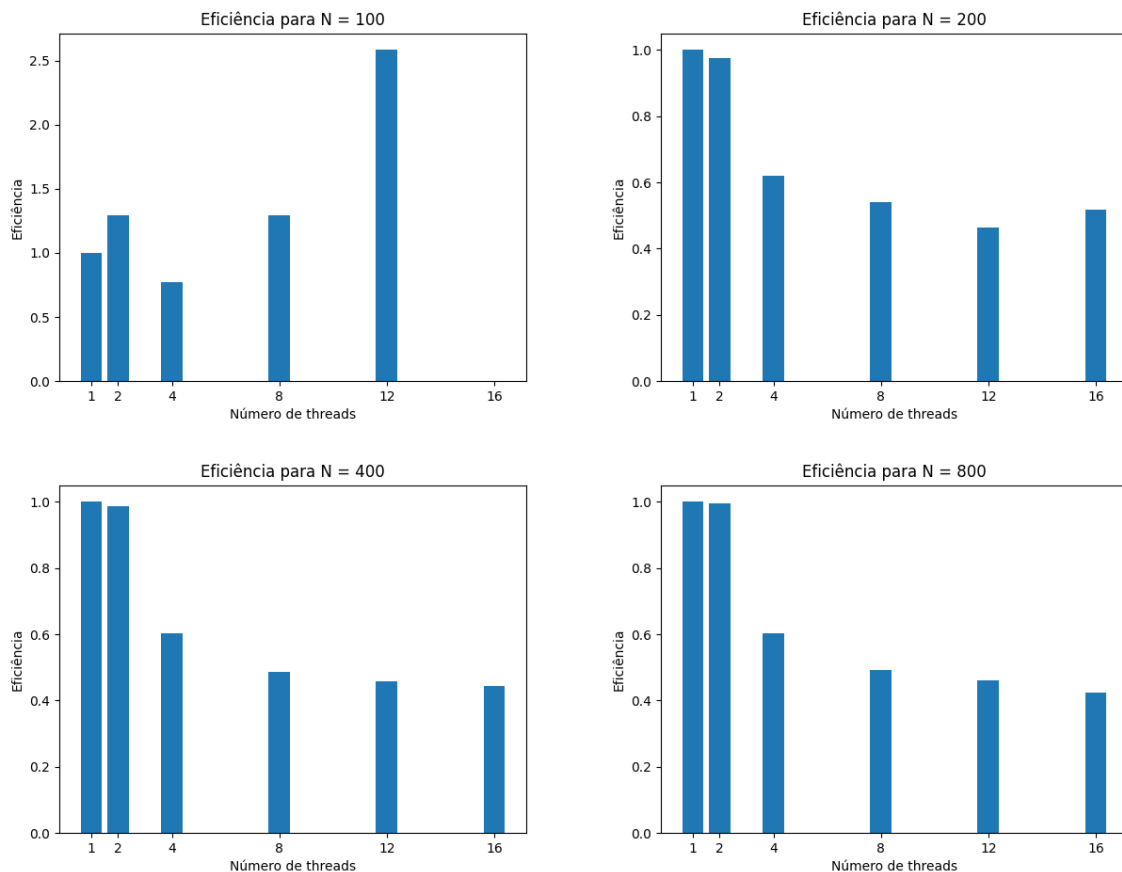 Eficiência para N = 100
2.5
2.0
1.5
1.0
0.5
0.0
Eficiência
1 2 4 8 12 16
Número de threads
Eficiência para N = 200
1.0
0.8
0.6
0.4
0.2
0.0
Eficiência
1 2 4 8 12 16
Número de threads
Eficiência para N = 400
1.0
0.8
0.6
0.4
0.2
0.0
Eficiência
1 2 4 8 12 16
Número de threads
Eficiência para N = 800
1.0
0.8
0.6
0.4
0.2
0.0
Eficiência
1 2 4 8 12 16
Número de threads